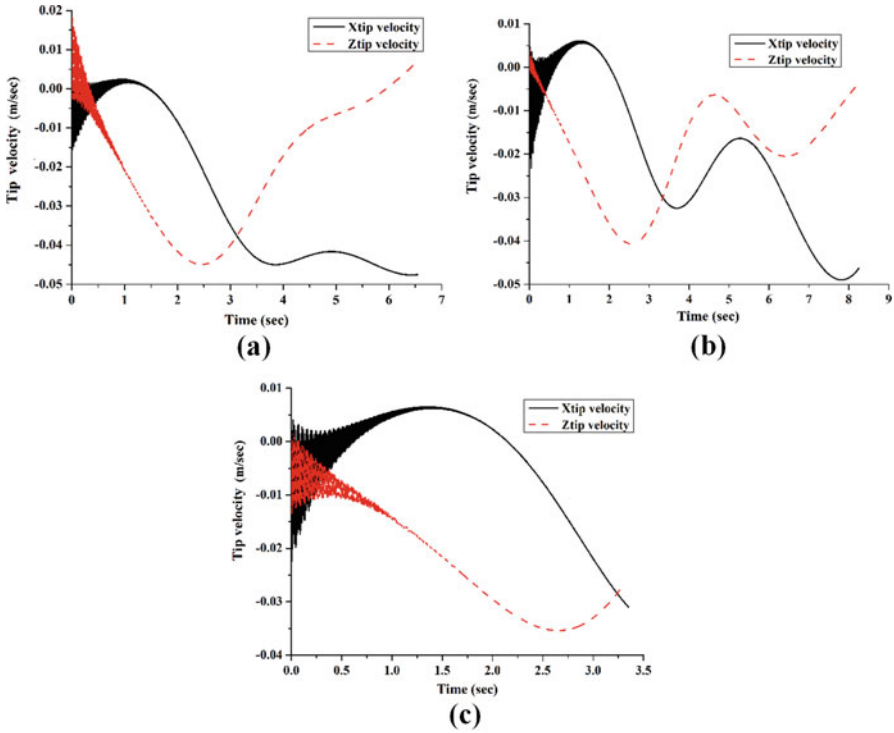 0.02
0.01
0.00
-0.01
-0.02
-0.03
-0.04
-0.05
Tip velocity (m/sec)
Xtip velocity
Ztip velocity
0 1 2 3 4 5 6 7
Time (sec)
(a)
0.01
0.00
-0.01
-0.02
-0.03
-0.04
-0.05
Tip velocity (m/sec)
Xtip velocity
Ztip velocity
0 1 2 3 4 5 6 7 8 9
Time (sec)
(b)
0.01
0.00
-0.01
-0.02
-0.03
-0.04
Tip velocity (m/sec)
Xtip velocity
Ztip velocity
0.0 0.5 1.0 1.5 2.0 2.5 3.0 3.5
Time (sec)
(c)